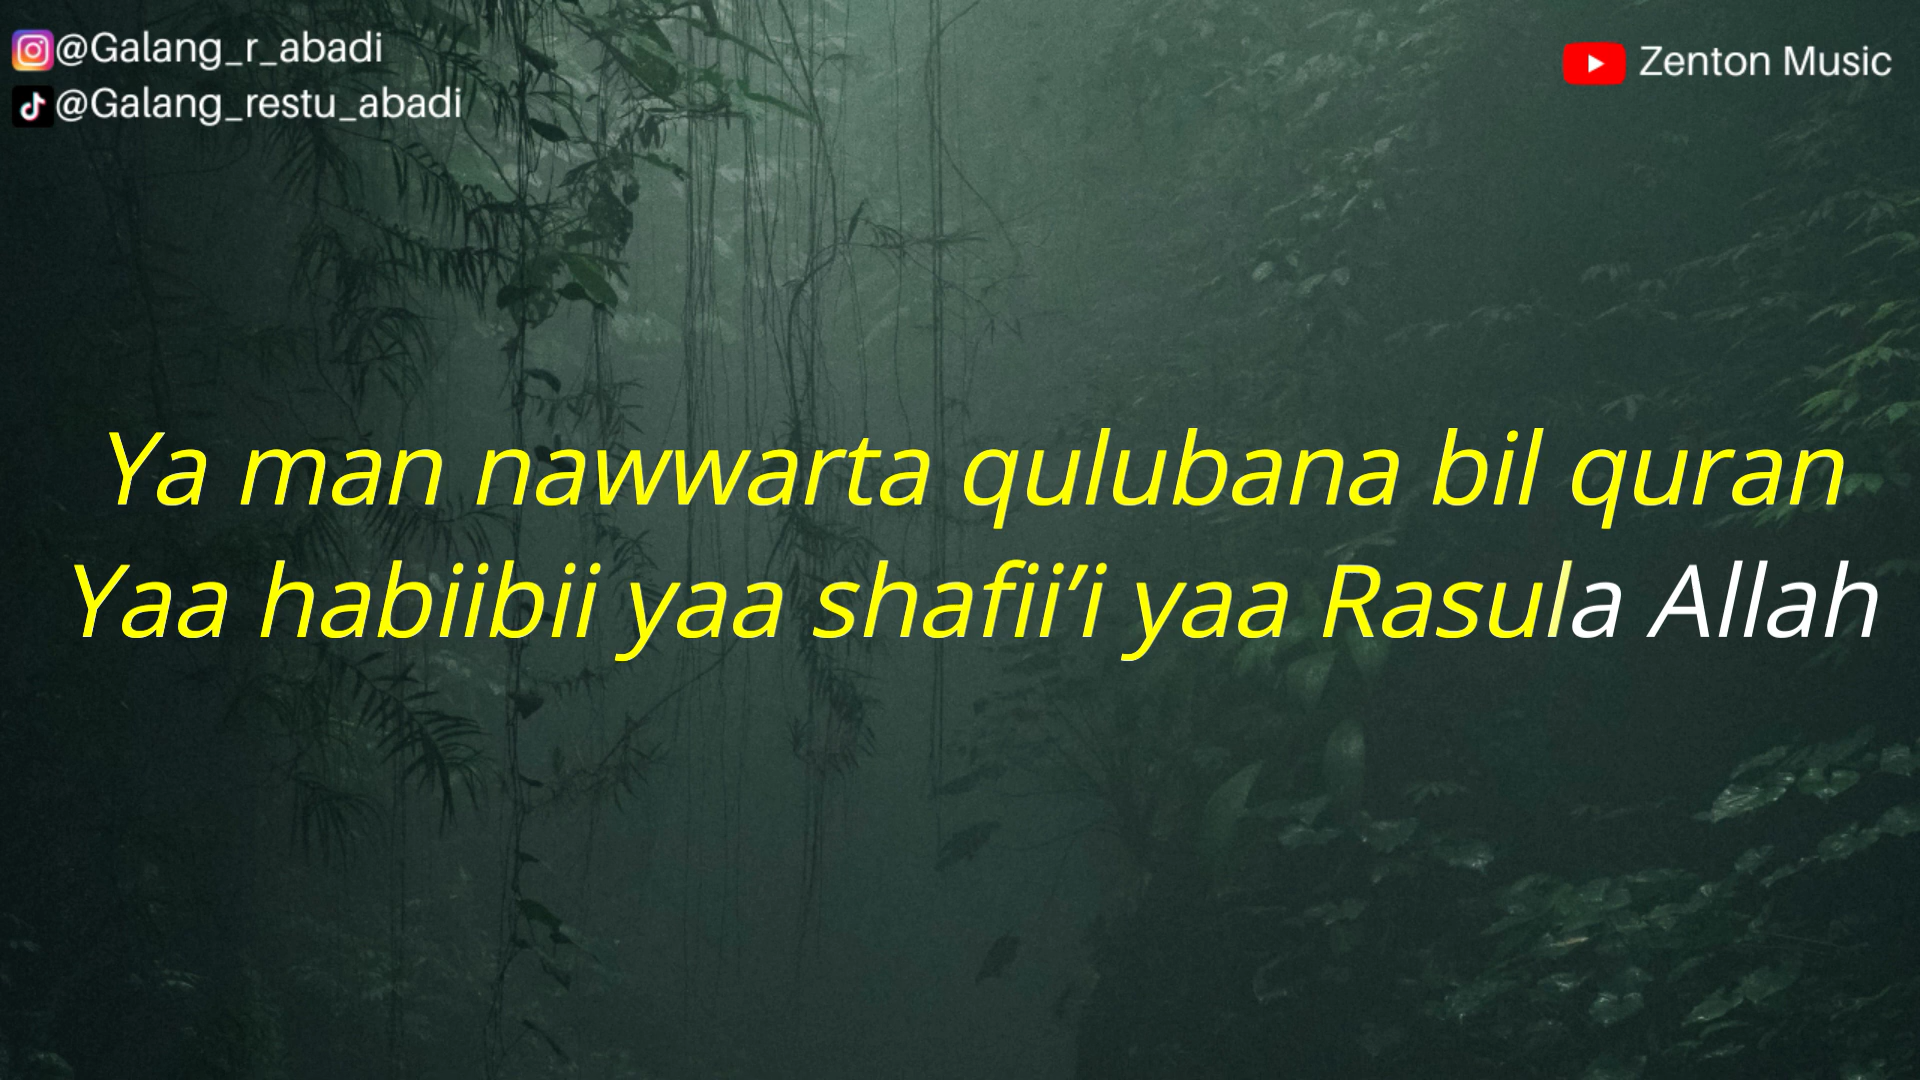 @Galang_r_abadi
@Galang_restu_abadi
Zenton Music
Ya man nawwarta qulubana bil quran
Yaa habiibii yaa shafii’i yaa Rasula Allah